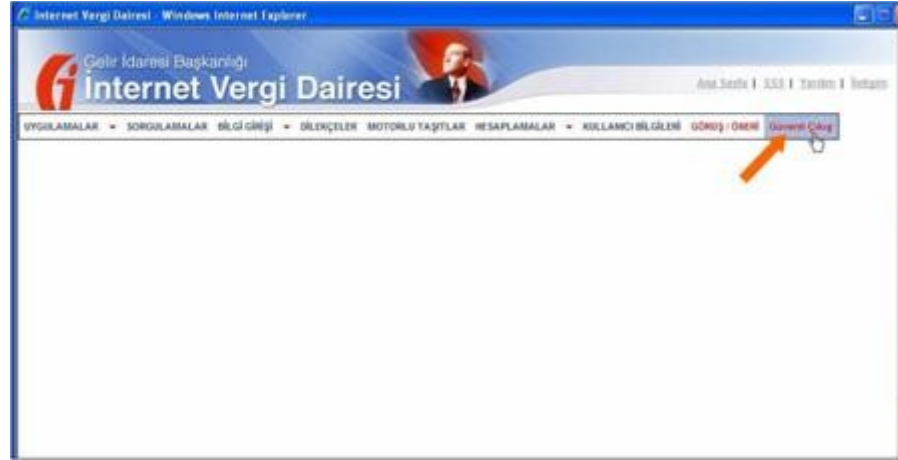 Internet Vergi Dairesi - Windows Internet Explorer
Gelir İdaresi Başkanlığı
İnternet Vergi Dairesi
Ana Sayfa | SSS | Yardım | İletişim
UYGULAMALAR SORGULAMALAR BİLGİ GİRİŞİ DİLEKÇELER MOTORLU TAŞITLAR HESAPLAMALAR KULLANICI BİLGİLERİ GÖRÜŞ / ÖNERİ Güvenli Çıkış